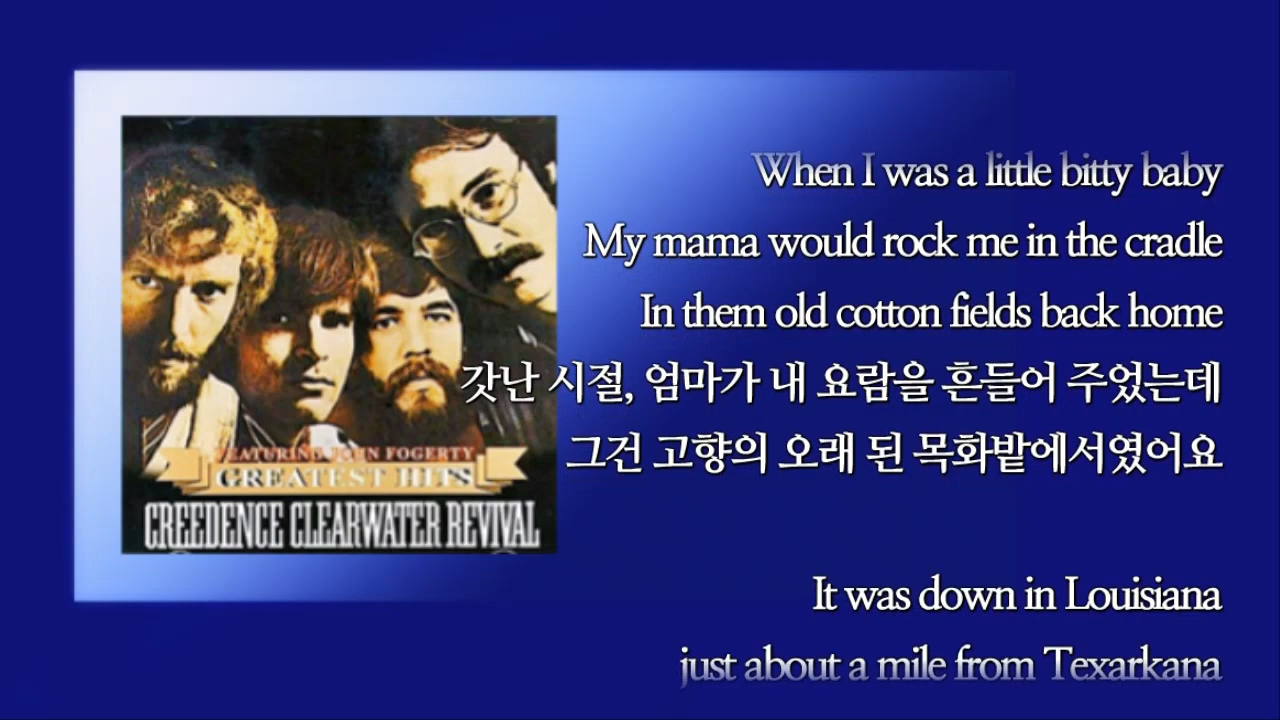 When I was a little bitty baby
My mama would rock me in the cradle
In them old cotton fields back home
갓난 시절, 엄마가 내 요람을 흔들어 주었는데
그건 고향의 오래 된 목화밭에서였어요
It was down in Louisiana
just about a mile from Texarkana
FEATURING JOHN FOGERTY
GREATEST HITS
CREEDENCE CLEARWATER REVIVAL